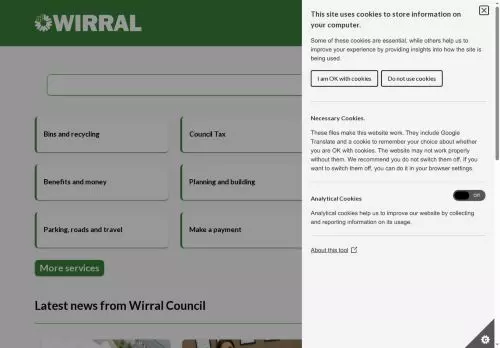 WIRRAL
Bins and recycling
Council Tax
Benefits and money
Planning and building
Parking, roads and travel
Make a payment
More services
Latest news from Wirral Council
This site uses cookies to store information on
your computer.
Some of these cookies are essential, while others help us to
improve your experience by providing insights into how the site is
being used.
I am OK with cookies
Do not use cookies
Necessary Cookies
These files make this website work. They include Google
Translate and a cookie to remember your choice about whether
you are OK with cookies. The website may not work properly
without them. We recommend you do not switch them off, if you
want to switch them off, you can do it in your browser settings.
Analytical Cookies
Off
Analytical cookies help us to improve our website by collecting
and reporting information on its usage.
About this tool